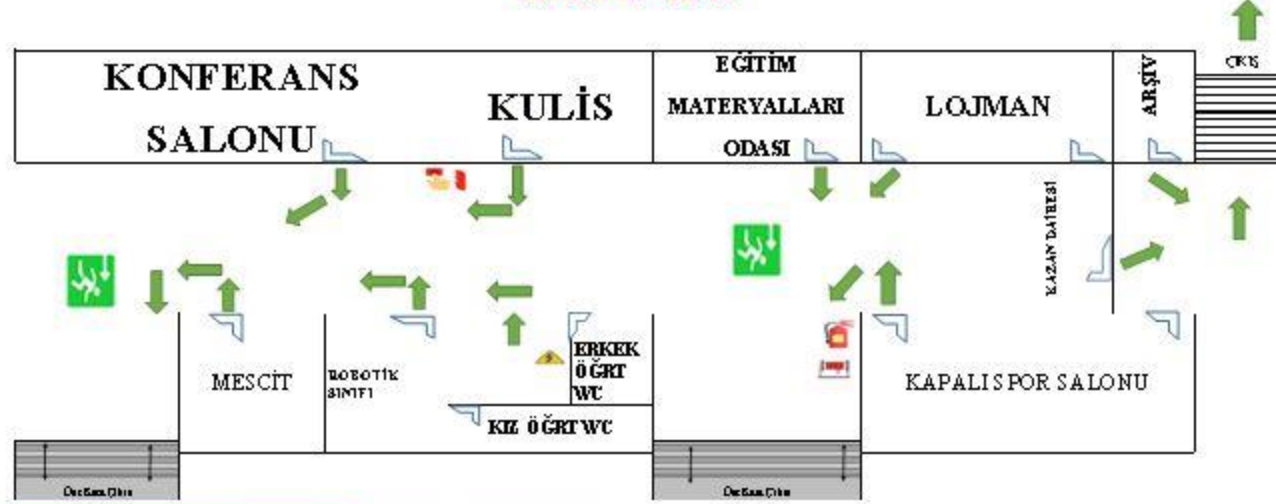 KONFERANS
SALONU
KULİS
EĞİTİM
MATERYALLARI
ODASI
LOJMAN
ARŞİV
ÇIKIŞ
KAZAN DAİRESİ
MESCİT
ROBOTİK
SINIFI
ERKEK
ÖĞRT
WC
KIZ ÖĞRT WC
KAPALI SPOR SALONU